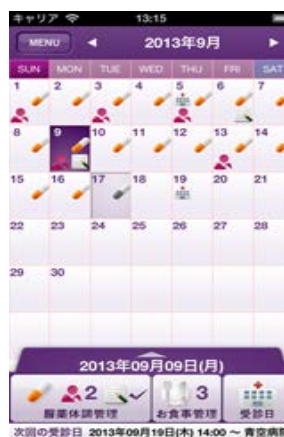 キャリア 13:15
MENU ◀ 2013年9月 ▶
SUN MON TUE WED THU FRI SAT
1 2 3 4 5 6 7
8 9 10 11 12 13 14
15 16 17 18 19 20 21
22 23 24 25 26 27 28
29 30
2013年09月09日(月)
2 3
服薬体調管理 お食事管理 受診日
次回の受診日 2013年09月19日(木) 14:00 ～ 青空病院